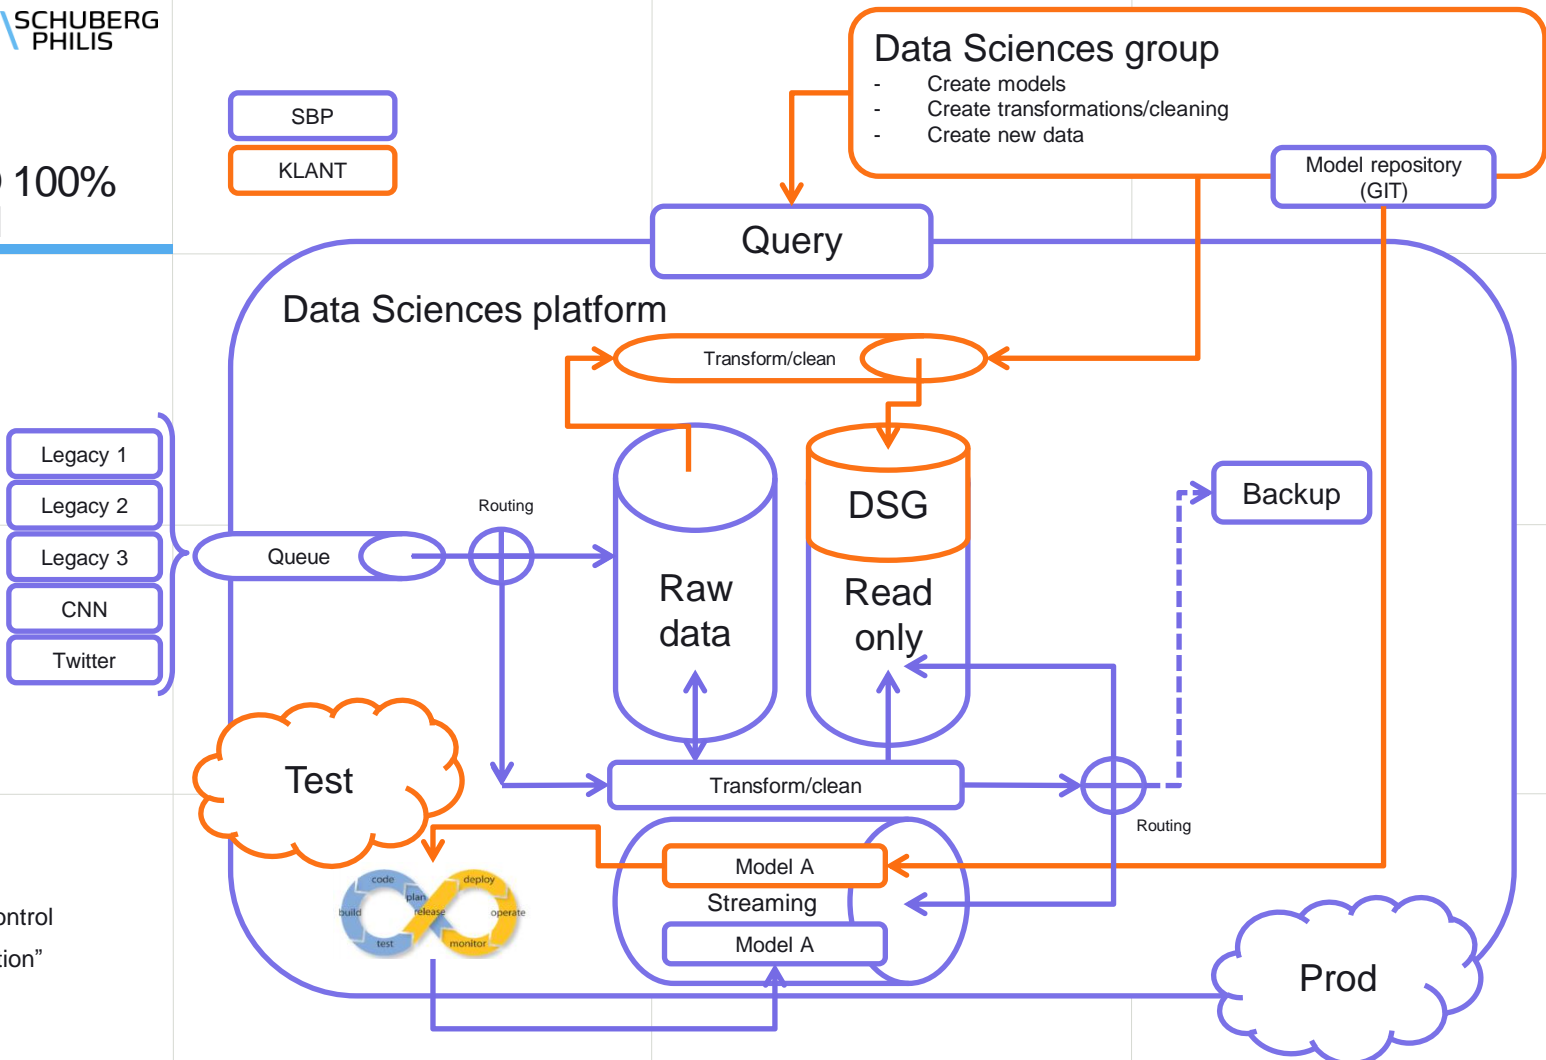 SCHUBERG
PHILIS
100%
SBP
KLANT
Data Sciences group
- Create models
- Create transformations/cleaning
- Create new data
Model repository
(GIT)
Query
Data Sciences platform
Transform/clean
Legacy 1
Legacy 2
Legacy 3
CNN
Twitter
Queue
Routing
Raw
data
DSG
Read
only
Backup
Test
Transform/clean
Routing
Model A
Streaming
Model A
code
plan
build
test
release
deploy
operate
monitor
ontrol
tion”
Prod